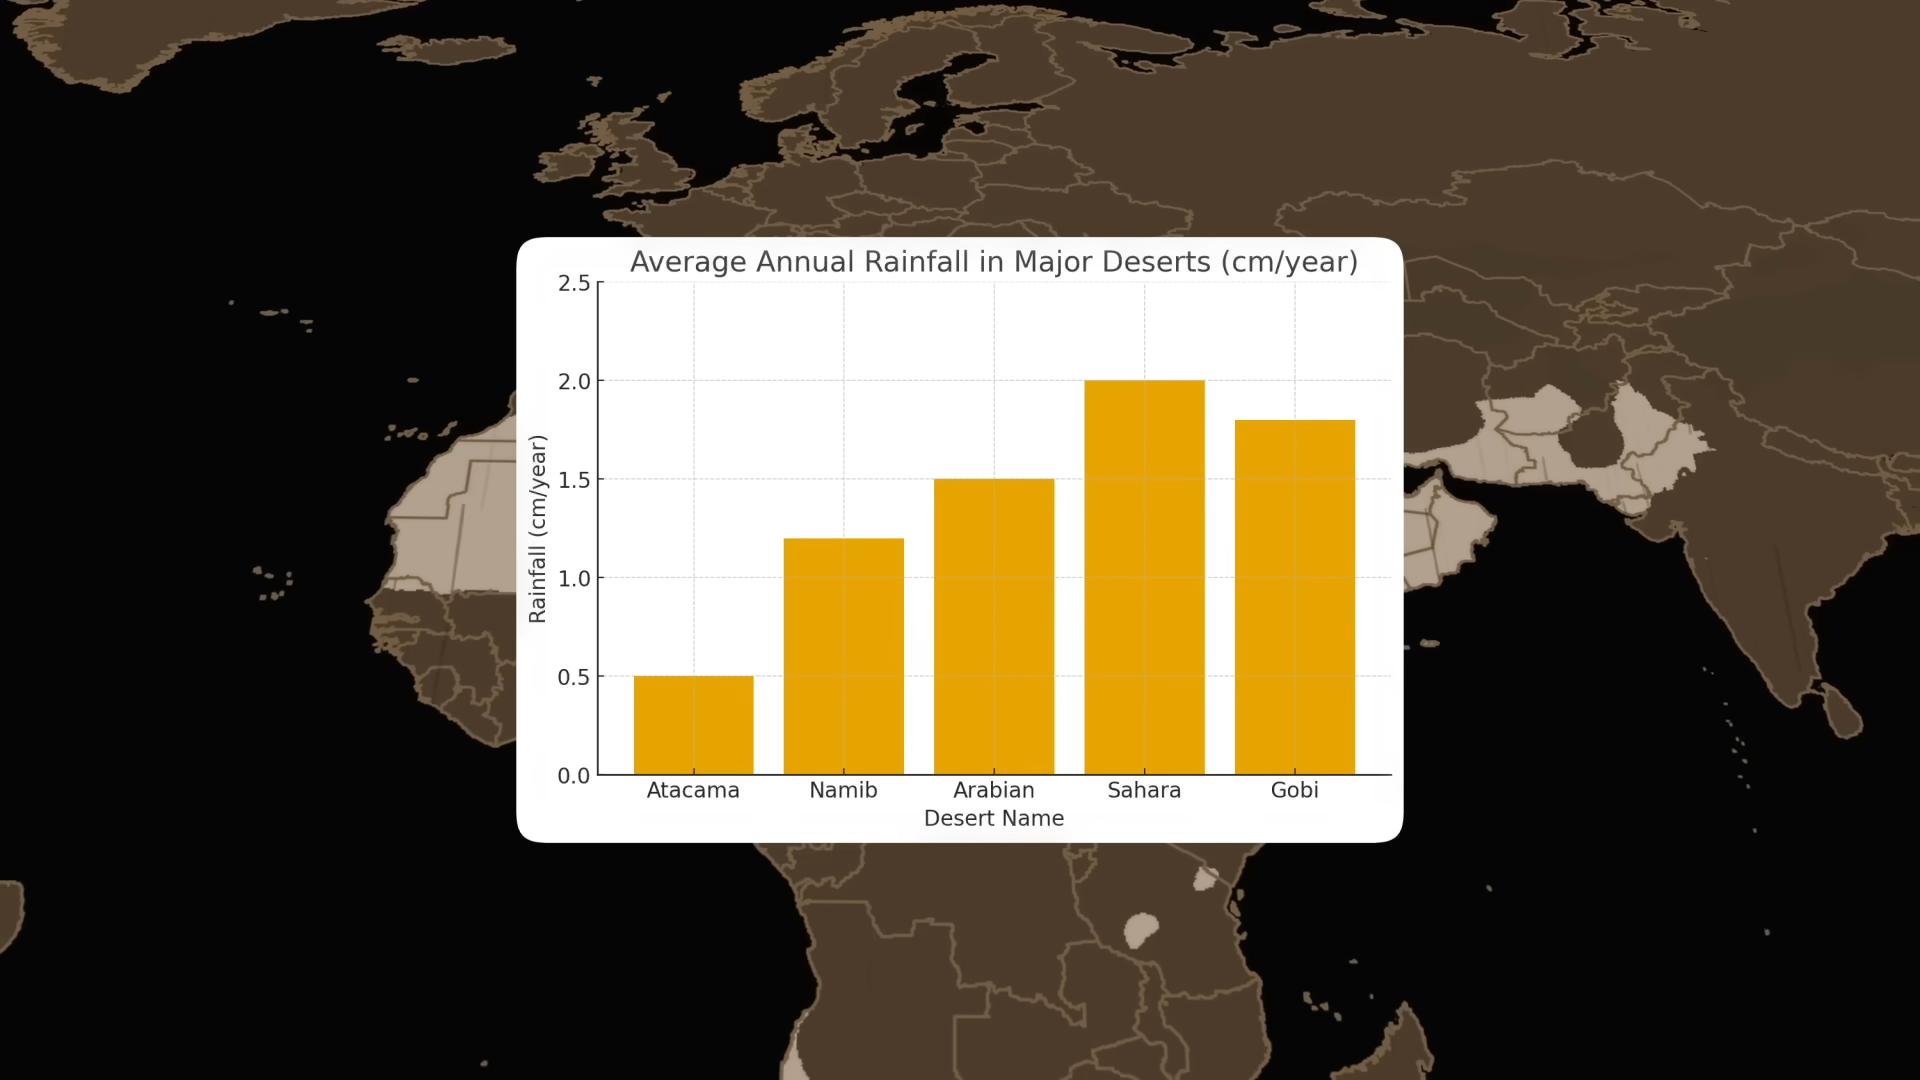 Average Annual Rainfall in Major Deserts (cm/year)
Rainfall (cm/year)
2.5
2.0
1.5
1.0
0.5
0.0
Atacama Namib Arabian Sahara Gobi
Desert Name